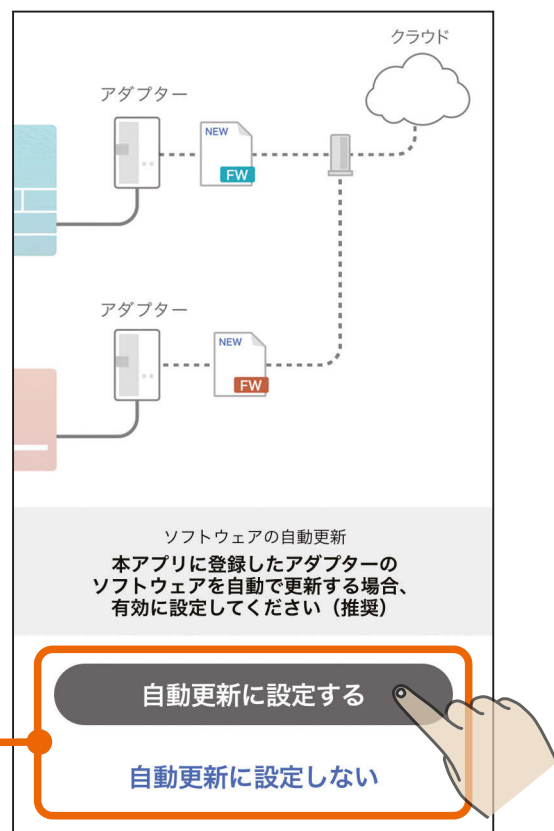 クラウド
アダプター
NEW
FW
アダプター
NEW
FW
ソフトウェアの自動更新
本アプリに登録したアダプターの
ソフトウェアを自動で更新する場合、
有効に設定してください（推奨）
自動更新に設定する
自動更新に設定しない